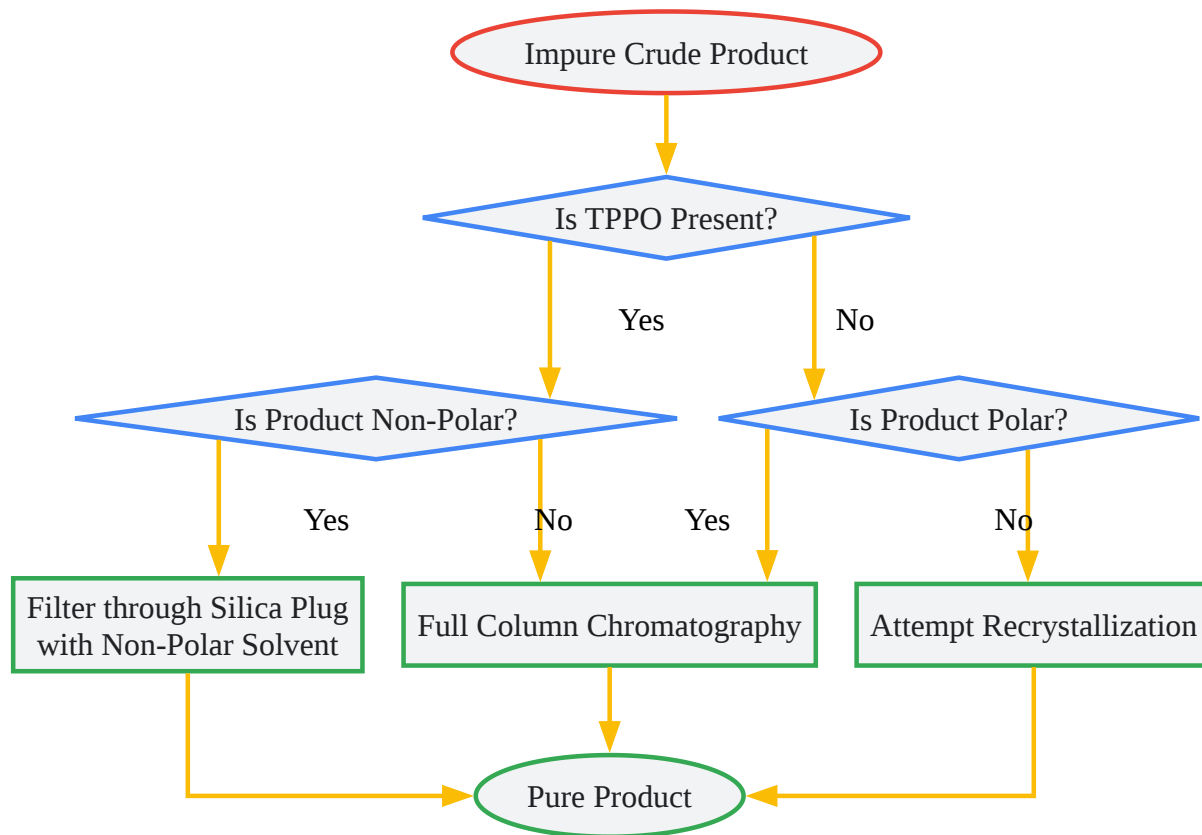 Impure Crude Product
Is TPPO Present?
Yes
No
Is Product Non-Polar?
Is Product Polar?
Yes
No
Yes
No
Filter through Silica Plug
with Non-Polar Solvent
Full Column Chromatography
Attempt Recrystallization
Pure Product